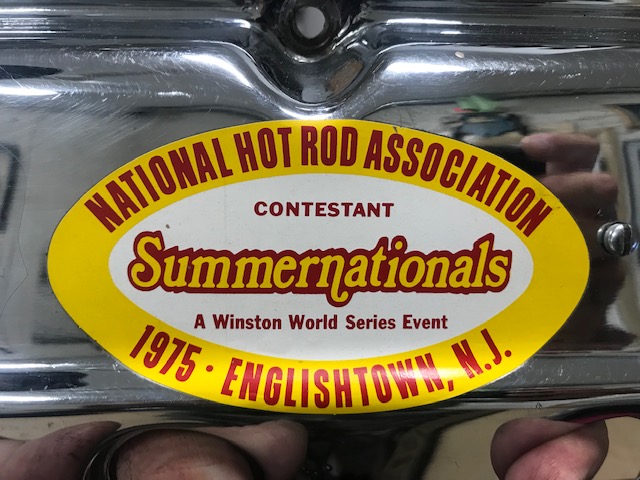 NATIONAL HOT ROD ASSOCIATION
CONTESTANT
Summernationals
A Winston World Series Event
1975 · ENGLISHTOWN, N.J.